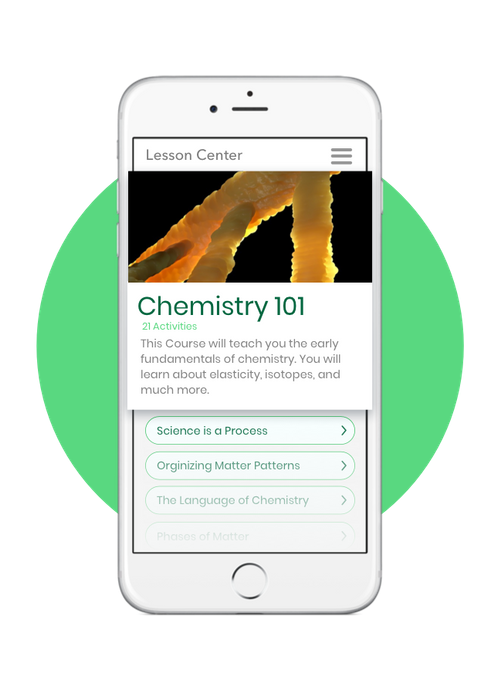 Lesson Center
Chemistry 101
21 Activities
This Course will teach you the early
fundamentals of chemistry. You will
learn about elasticity, isotopes, and
much more.
Science is a Process
Orginizing Matter Patterns
The Language of Chemistry
Phases of Matter